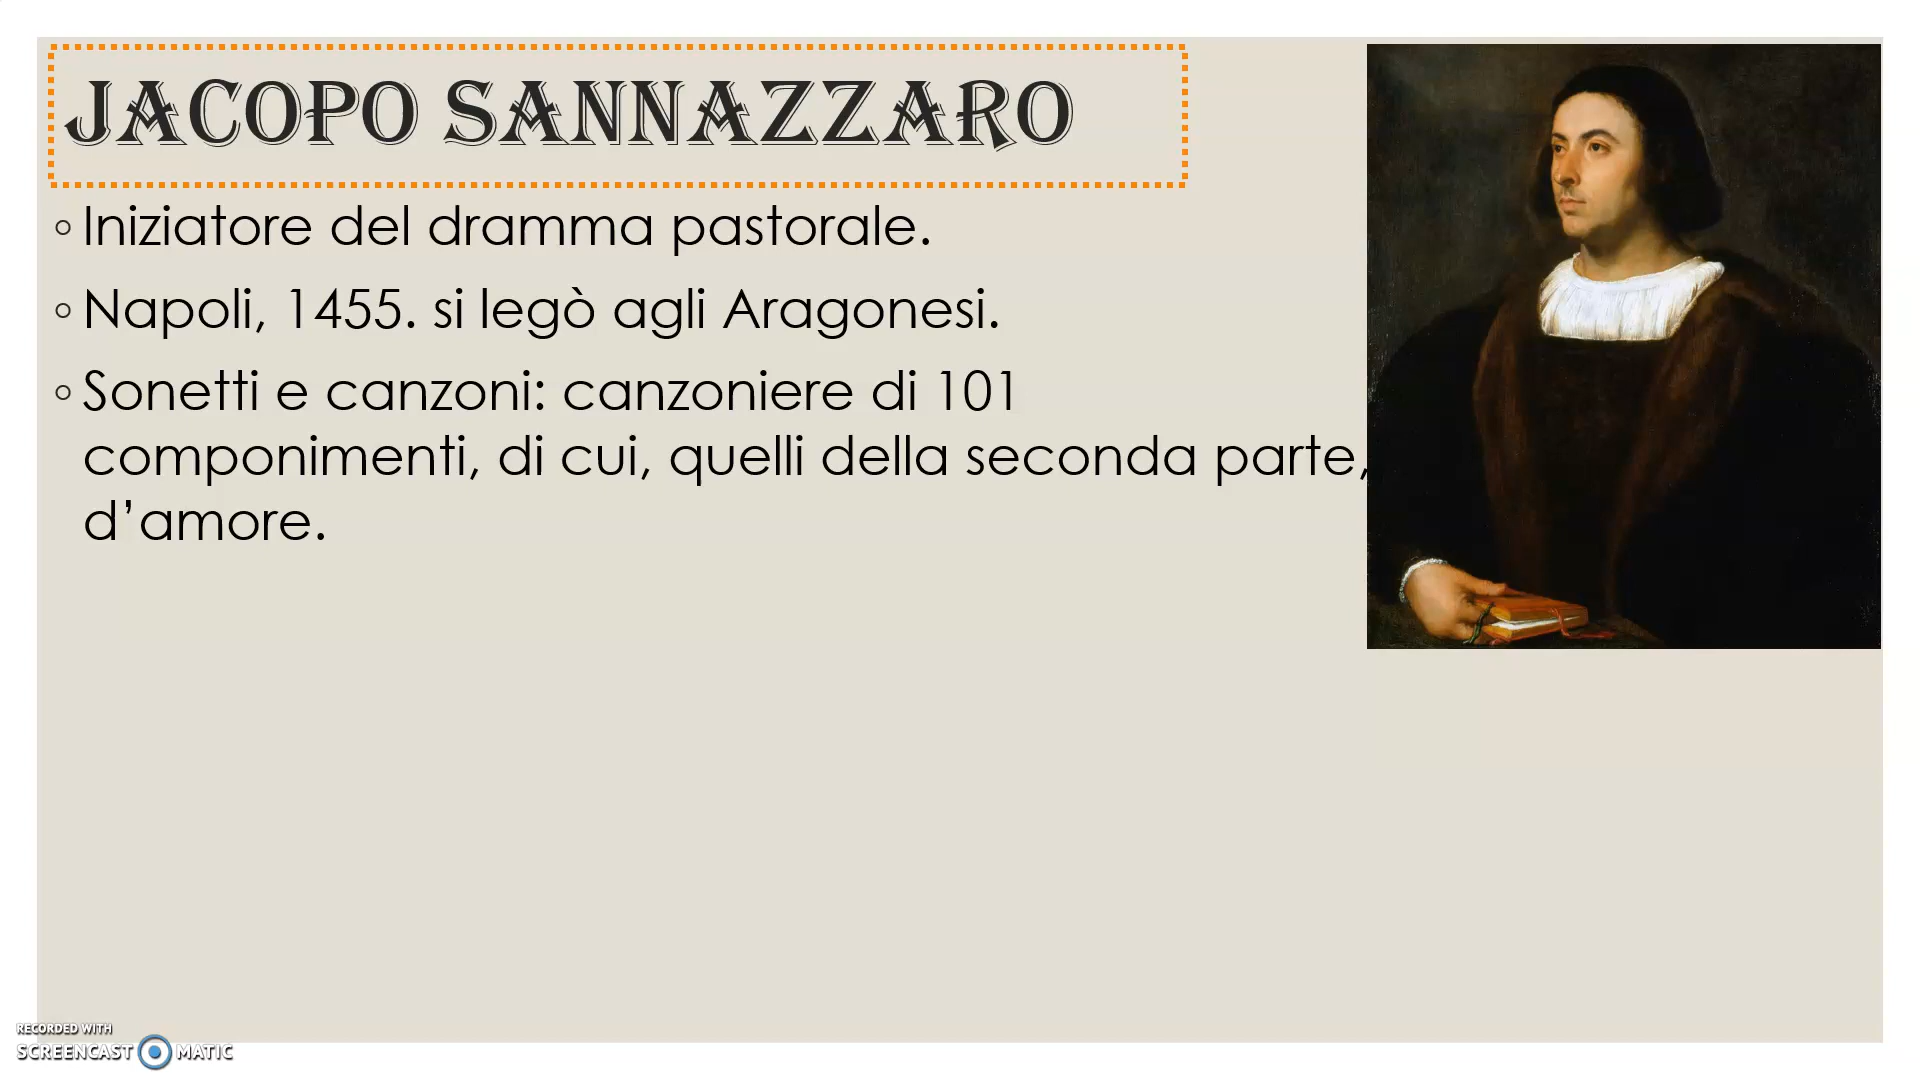 JACOPO SANNAZZARO
◦ Iniziatore del dramma pastorale.
◦ Napoli, 1455. si legò agli Aragonesi.
◦ Sonetti e canzoni: canzoniere di 101
componimenti, di cui, quelli della seconda parte,
d’amore.
RECORDED WITH
SCREENCAST MATIC